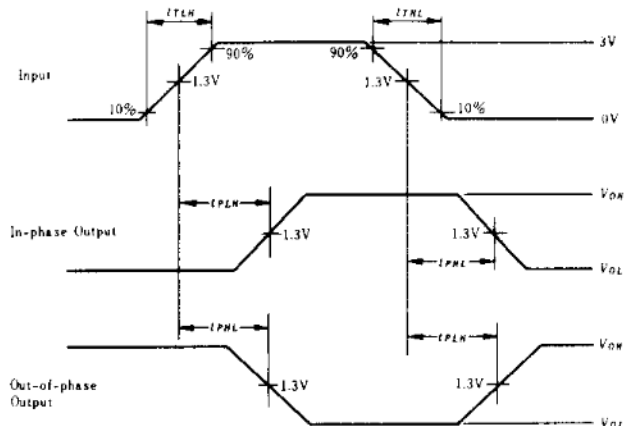 tTLH
tTHL
3V
90%
90%
Input
1.3V
1.3V
10%
10%
0V
tPLH
VOH
In-phase Output
1.3V
1.3V
tPHL
VOL
tPHL
tPLH
VOH
Out-of-phase
Output
1.3V
1.3V
VOL